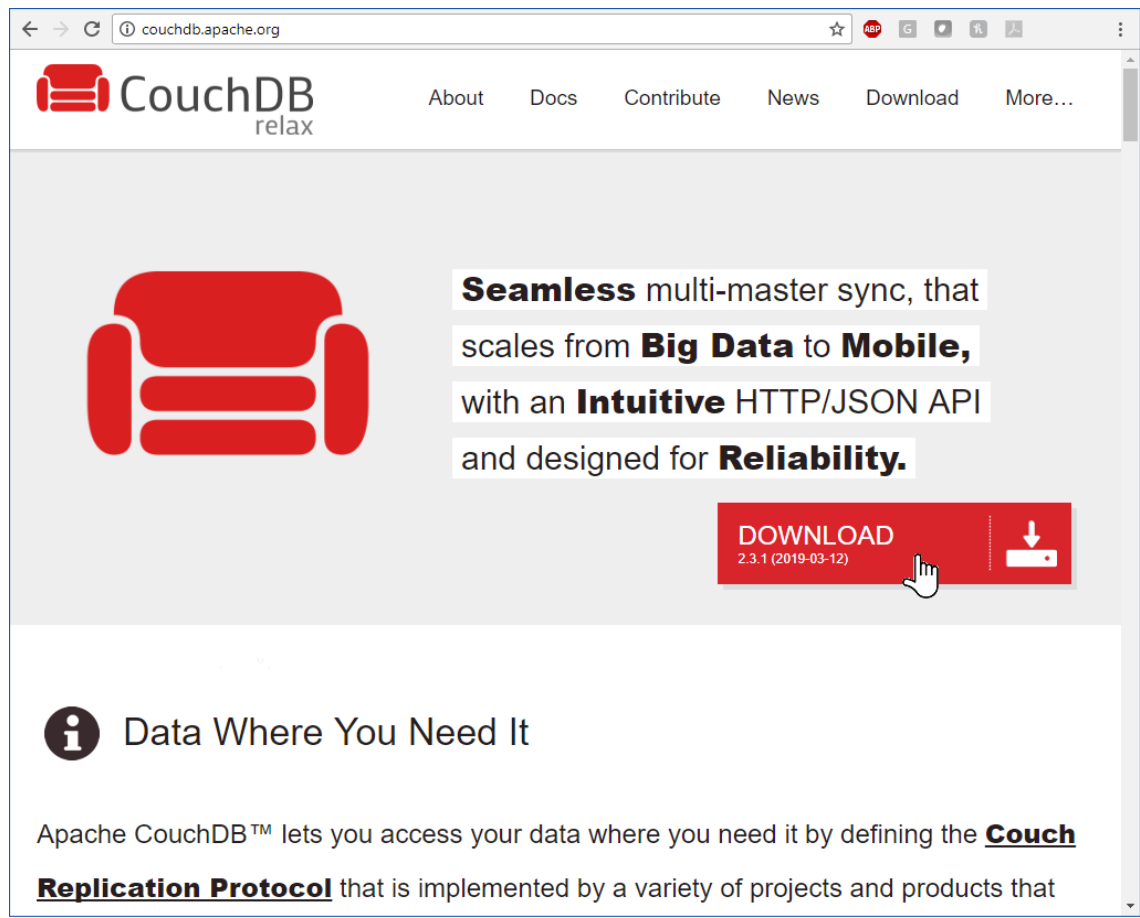 couchdb.apache.org
ABP
G
CouchDB
relax
About Docs Contribute News Download More...
Seamless multi-master sync, that
scales from Big Data to Mobile,
with an Intuitive HTTP/JSON API
and designed for Reliability.
DOWNLOAD
2.3.1 (2019-03-12)
Data Where You Need It
Apache CouchDB™ lets you access your data where you need it by defining the Couch
Replication Protocol that is implemented by a variety of projects and products that